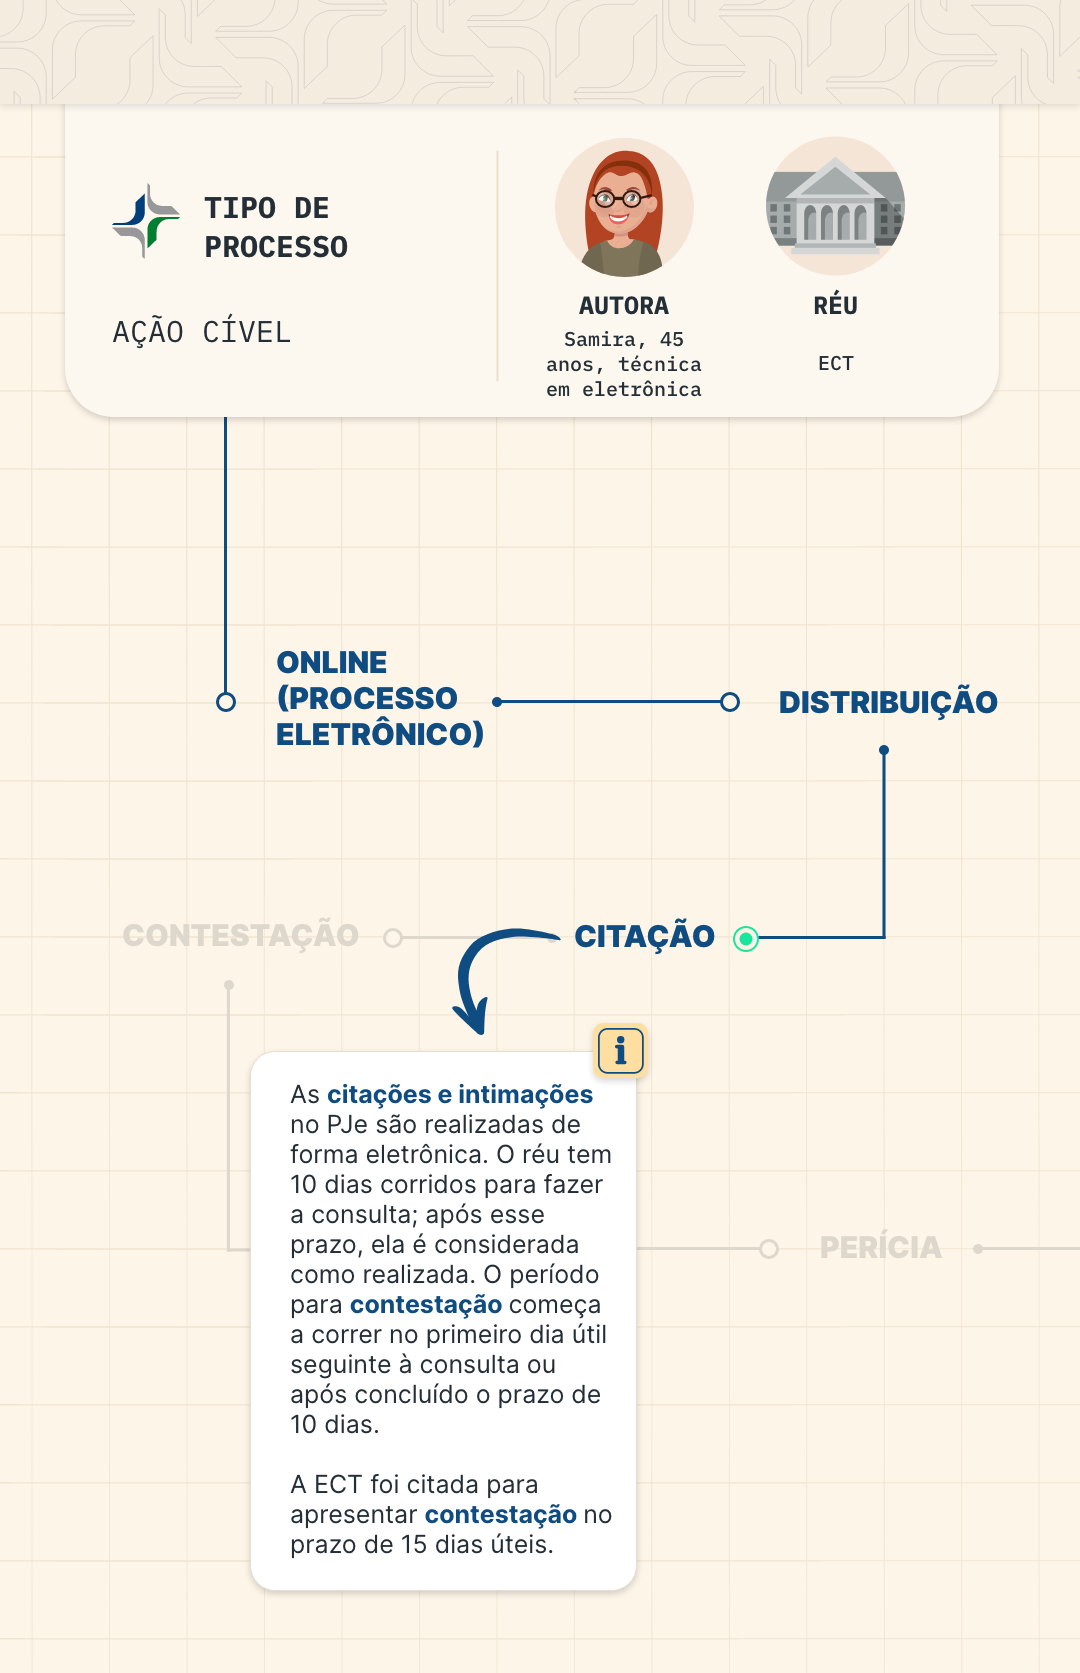 TIPO DE
PROCESSO
AÇÃO CÍVEL
AUTORA
Samira, 45
anos, técnica
em eletrônica
RÉU
ECT
ONLINE
(PROCESSO
ELETRÔNICO)
DISTRIBUIÇÃO
CONTESTAÇÃO
CITAÇÃO
i
As citações e intimações
no PJe são realizadas de
forma eletrônica. O réu tem
10 dias corridos para fazer
a consulta; após esse
prazo, ela é considerada
como realizada. O período
para contestação começa
a correr no primeiro dia útil
seguinte à consulta ou
após concluído o prazo de
10 dias.
A ECT foi citada para
apresentar contestação no
prazo de 15 dias úteis.
PERÍCIA